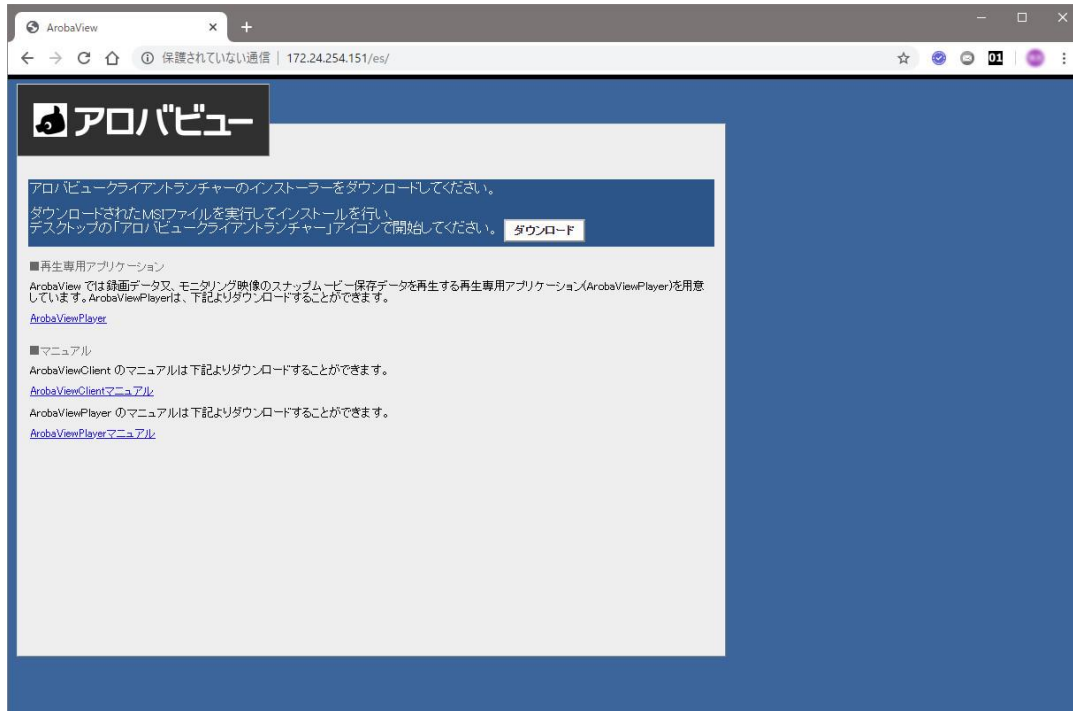 ArobaView
保護されていない通信 | 172.24.254.151/es/
01
アロバビュー
アロバビュークライアントランチャーのインストーラーをダウンロードしてください。
ダウンロードされたMSIファイルを実行してインストールを行い、
デスクトップの「アロバビュークライアントランチャー」アイコンで開始してください。 ダウンロード
■再生専用アプリケーション
ArobaView では録画データ又、モニタリング映像のスナップムービー保存データを再生する再生専用アプリケーション(ArobaViewPlayer)を用意
しています。ArobaViewPlayerは、下記よりダウンロードすることができます。
ArobaViewPlayer
■マニュアル
ArobaViewClient のマニュアルは下記よりダウンロードすることができます。
ArobaViewClientマニュアル
ArobaViewPlayer のマニュアルは下記よりダウンロードすることができます。
ArobaViewPlayerマニュアル